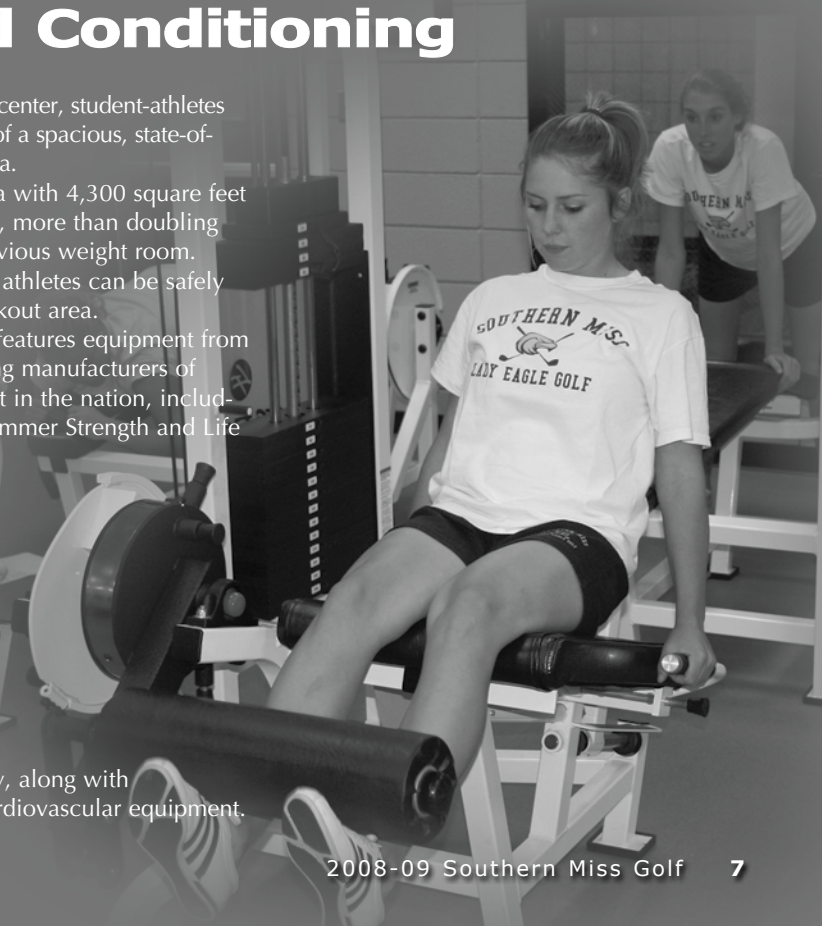 Conditioning
center, student-athletes
of a spacious, state-of-
a.
a with 4,300 square feet
, more than doubling
vious weight room.
athletes can be safely
kout area.
features equipment from
ng manufacturers of
t in the nation, includ-
mmer Strength and Life
SOUTHERN MISS
LADY EAGLE GOLF
y, along with
rdiovascular equipment.
2008-09 Southern Miss Golf 7